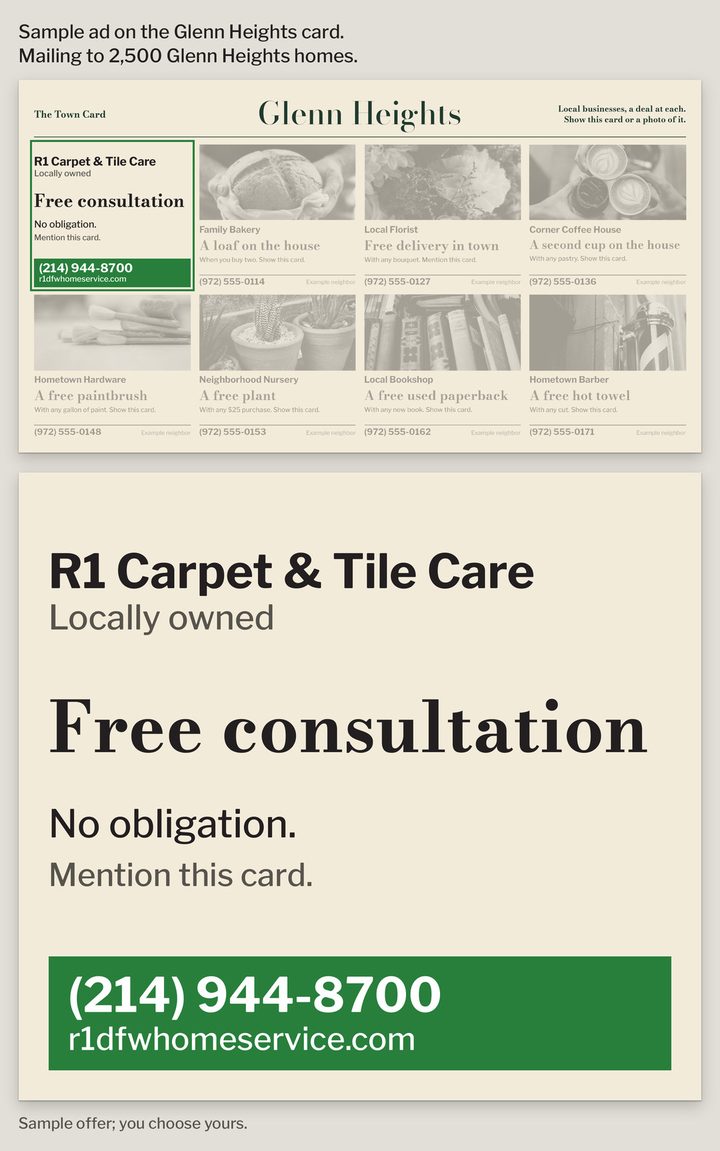 Sample ad on the Glenn Heights card.
Mailing to 2,500 Glenn Heights homes.
The Town Card
Glenn Heights
Local businesses, a deal at each.
Show this card or a photo of it.
R1 Carpet & Tile Care
Locally owned
Free consultation
No obligation.
Mention this card.
(214) 944-8700
r1dfwhomeservice.com
Family Bakery
A loaf on the house
When you buy two. Show this card.
(972) 555-0114 Example neighbor
Local Florist
Free delivery in town
With any bouquet. Mention this card.
(972) 555-0127 Example neighbor
Corner Coffee House
A second cup on the house
With any pastry. Show this card.
(972) 555-0136 Example neighbor
Hometown Hardware
A free paintbrush
With any gallon of paint. Show this card.
(972) 555-0148 Example neighbor
Neighborhood Nursery
A free plant
With any $25 purchase. Show this card.
(972) 555-0153 Example neighbor
Local Bookshop
A free used paperback
With any new book. Show this card.
(972) 555-0162 Example neighbor
Hometown Barber
A free hot towel
With any cut. Show this card.
(972) 555-0171 Example neighbor
R1 Carpet & Tile Care
Locally owned
Free consultation
No obligation.
Mention this card.
(214) 944-8700
r1dfwhomeservice.com
Sample offer; you choose yours.